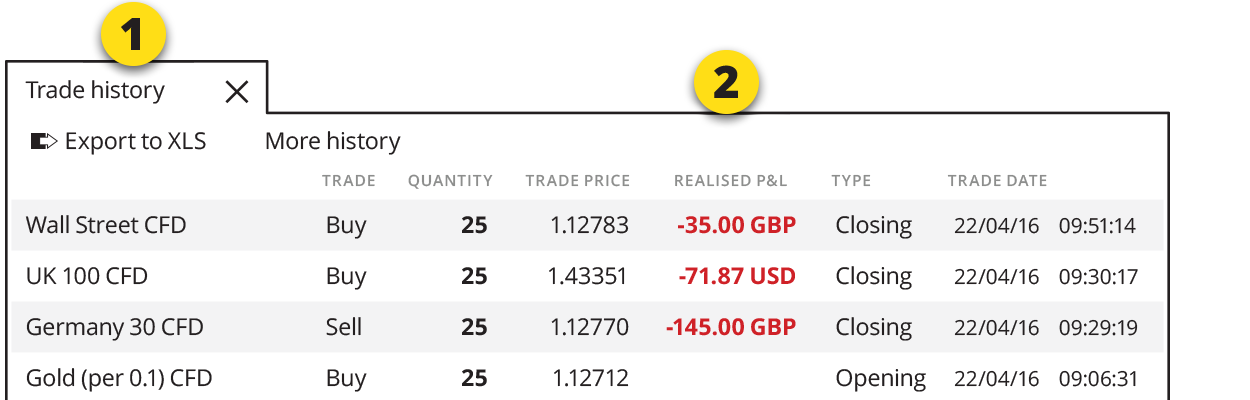 1
2
Trade history
Export to XLS More history
TRADE QUANTITY TRADE PRICE REALISED P&L TYPE TRADE DATE
Wall Street CFD Buy 25 1.12783 -35.00 GBP Closing 22/04/16 09:51:14
UK 100 CFD Buy 25 1.43351 -71.87 USD Closing 22/04/16 09:30:17
Germany 30 CFD Sell 25 1.12770 -145.00 GBP Closing 22/04/16 09:29:19
Gold (per 0.1) CFD Buy 25 1.12712 Opening 22/04/16 09:06:31